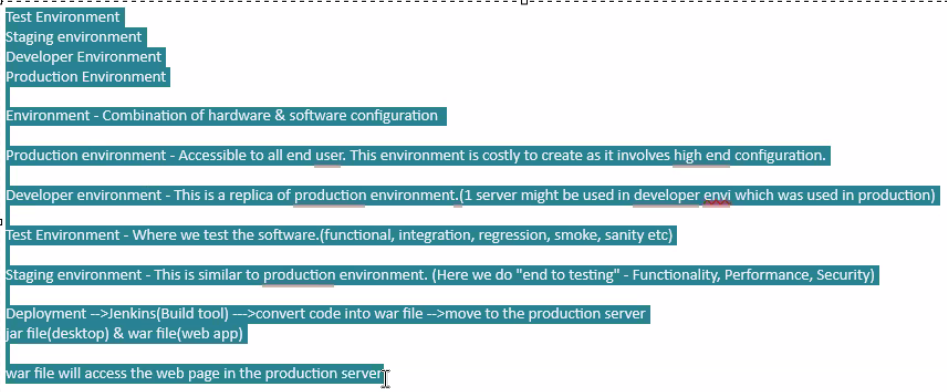 Test Environment
Staging environment
Developer Environment
Production Environment
Environment - Combination of hardware & software configuration
Production environment - Accessible to all end user. This environment is costly to create as it involves high end configuration.
Developer environment - This is a replica of production environment.(1 server might be used in developer envi which was used in production)
Test Environment - Where we test the software.(functional, integration, regression, smoke, sanity etc)
Staging environment - This is similar to production environment. (Here we do "end to testing" - Functionality, Performance, Security)
Deployment -->Jenkins(Build tool) --->convert code into war file -->move to the production server
jar file(desktop) & war file(web app)
war file will access the web page in the production server